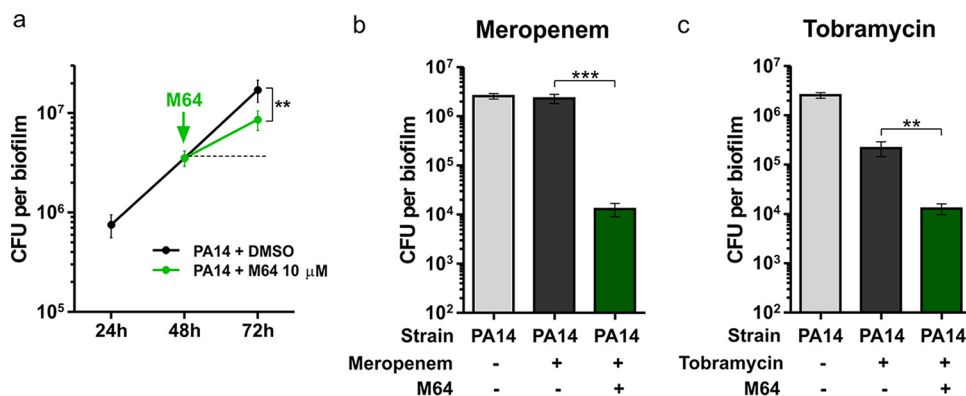 a
CFU per biofilm
10⁷
10⁶
10⁵
M64
**
PA14 + DMSO
PA14 + M64 10 μM
24h 48h 72h
b
Meropenem
CFU per biofilm
10⁷
10⁶
10⁵
10⁴
10³
10²
***
Strain PA14 PA14 PA14
Meropenem - + +
M64 +
c
Tobramycin
CFU per biofilm
10⁷
10⁶
10⁵
10⁴
10³
10²
**
Strain PA14 PA14 PA14
Tobramycin - + +
M64 - +